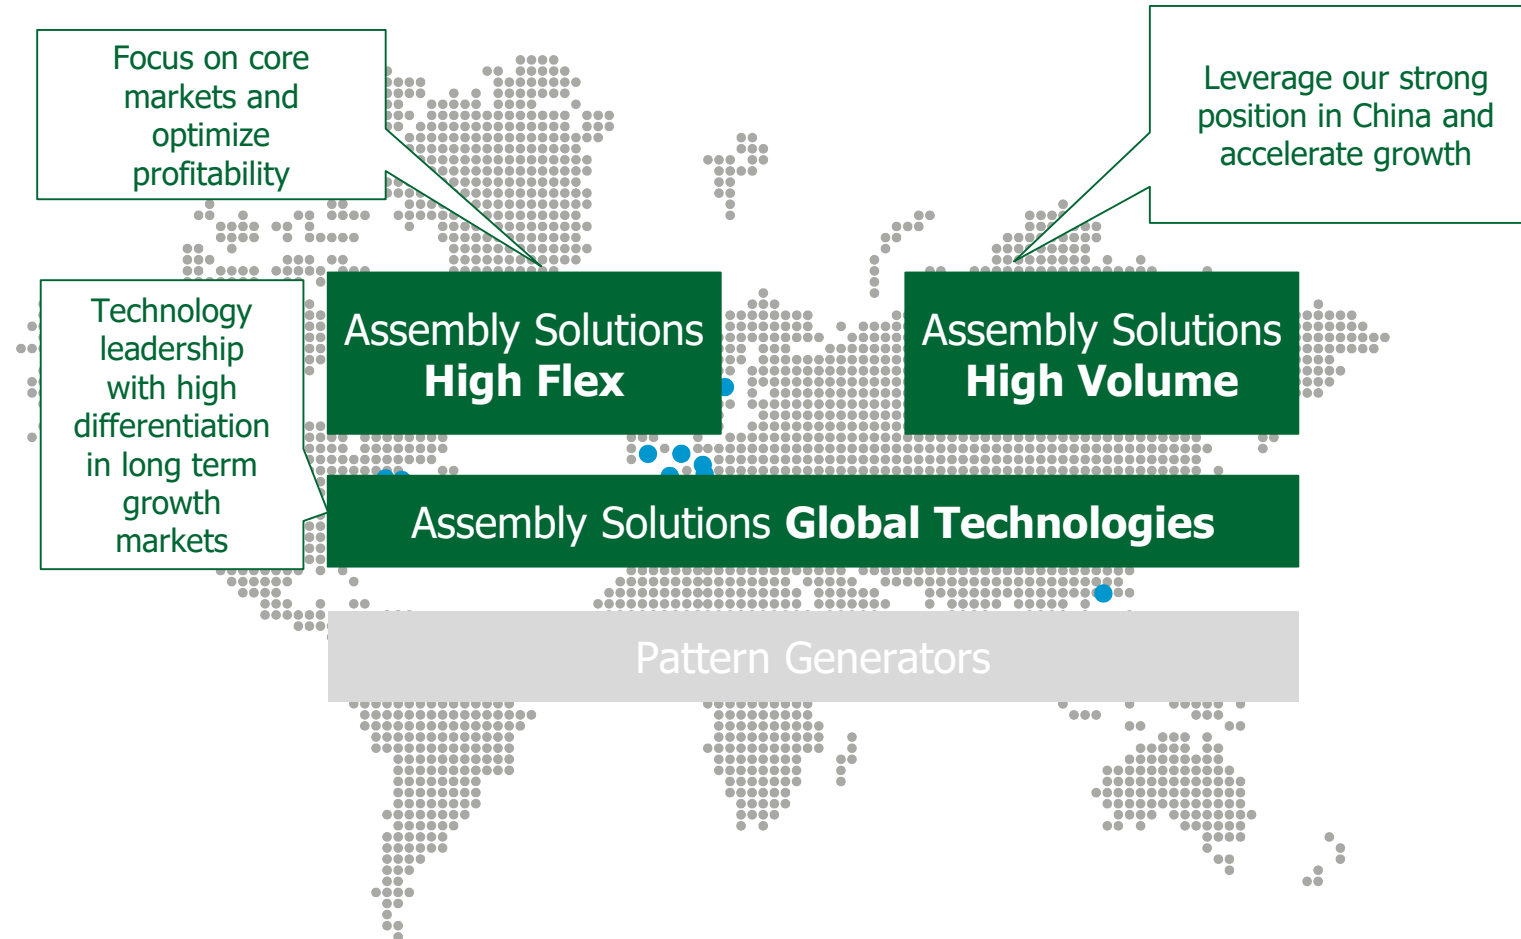 Focus on core
markets and
optimize
profitability
Leverage our strong
position in China and
accelerate growth
Technology
leadership
with high
differentiation
in long term
growth
markets
Assembly Solutions
High Flex
Assembly Solutions
High Volume
Assembly Solutions Global Technologies
Pattern Generators